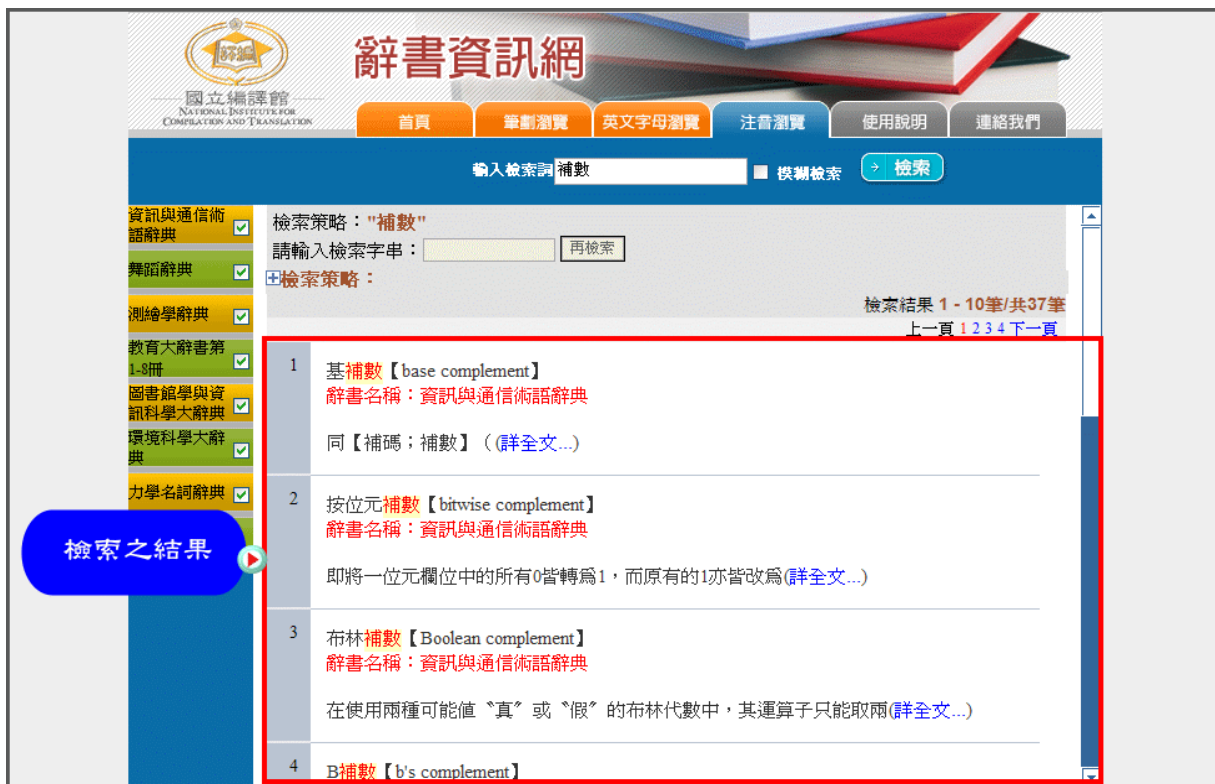 國立編譯館
NATIONAL INSTITUTE FOR
COMPILATION AND TRANSLATION
辭書資訊網
首頁 筆劃瀏覽 英文字母瀏覽 注音瀏覽 使用說明 連絡我們
輸入檢索詞 補數 模糊檢索 檢索
資訊與通信術
語辭典
舞蹈辭典
測繪學辭典
教育大辭書第
1-8冊
圖書館學與資
訊科學大辭典
環境科學大辭
典
力學名詞辭典
檢索之結果
檢索策略："補數"
請輸入檢索字串： 再檢索
檢索策略：
檢索結果 1 - 10筆/共37筆
上一頁 1 2 3 4 下一頁
1 基補數【base complement】
辭書名稱：資訊與通信術語辭典
同【補碼；補數】（(詳全文...)
2 按位元補數【bitwise complement】
辭書名稱：資訊與通信術語辭典
即將一位元欄位中的所有0皆轉為1，而原有的1亦皆改為(詳全文...)
3 布林補數【Boolean complement】
辭書名稱：資訊與通信術語辭典
在使用兩種可能值〝真〞或〝假〞的布林代數中，其運算子只能取兩(詳全文...)
4 B補數【b's complement】